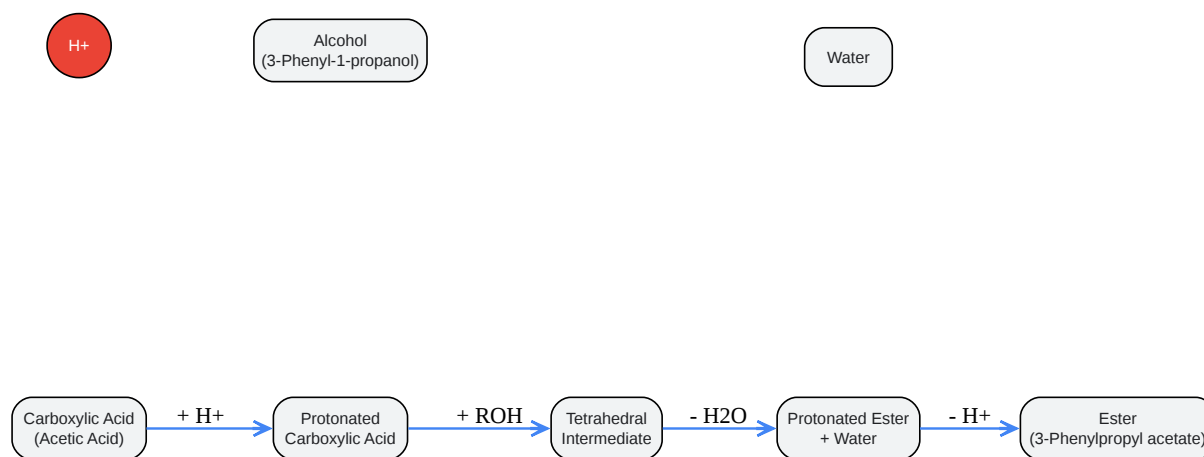 H+
Alcohol
(3-Phenyl-1-propanol)
Water
Carboxylic Acid
(Acetic Acid)
+ H+
Protonated
Carboxylic Acid
+ ROH
Tetrahedral
Intermediate
- H2O
Protonated Ester
+ Water
- H+
Ester
(3-Phenylpropyl acetate)